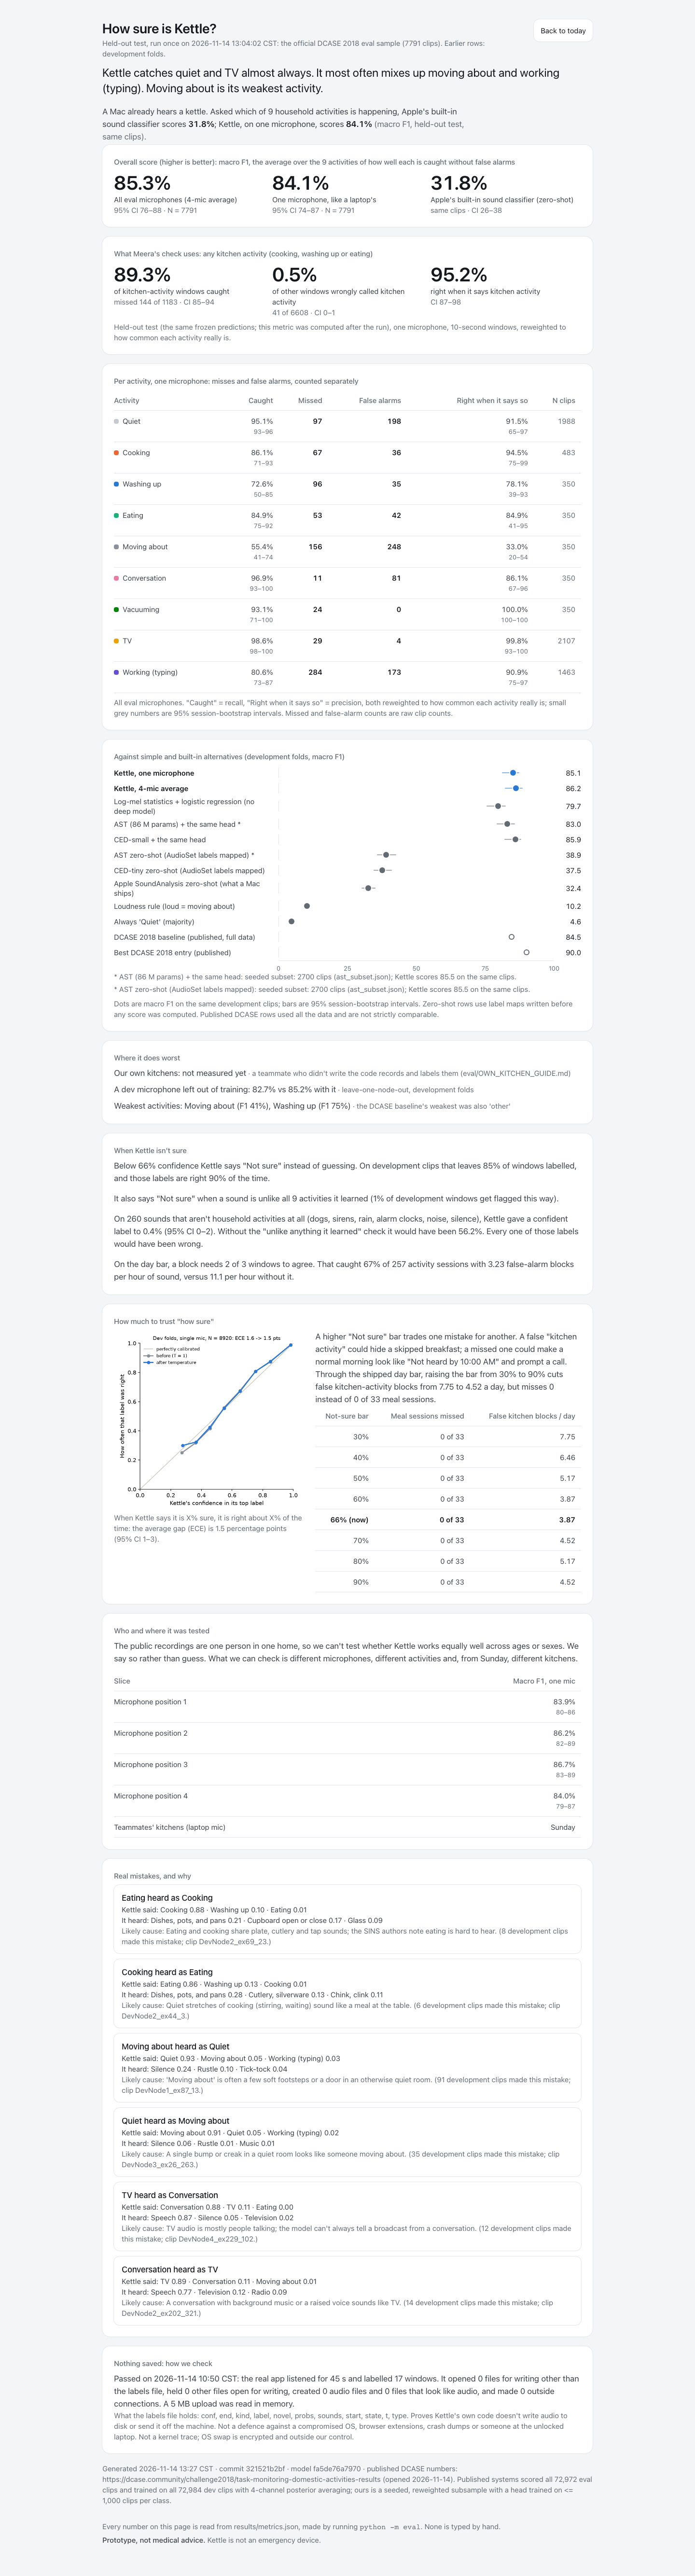 How sure is Kettle?
Back to today
Held-out test, run once on 2026-11-14 13:04:02 CST: the official DCASE 2018 eval sample (7791 clips). Earlier rows:
development folds.
Kettle catches quiet and TV almost always. It most often mixes up moving about and working
(typing). Moving about is its weakest activity.
A Mac already hears a kettle. Asked which of 9 household activities is happening, Apple's built-in
sound classifier scores 31.8%; Kettle, on one microphone, scores 84.1% (macro F1, held-out test,
same clips).
Overall score (higher is better): macro F1, the average over the 9 activities of how well each is caught without false alarms
85.3% 84.1% 31.8%
All eval microphones (4-mic average) One microphone, like a laptop's Apple's built-in sound classifier (zero-shot)
95% CI 76–88 · N = 7791 95% CI 74–87 · N = 7791 same clips · CI 26–38
What Meera's check uses: any kitchen activity (cooking, washing up or eating)
89.3% 0.5% 95.2%
of kitchen-activity windows caught of other windows wrongly called kitchen right when it says kitchen activity
missed 144 of 1183 · CI 85–94 activity CI 87–98
41 of 6608 · CI 0–1
Held-out test (the same frozen predictions; this metric was computed after the run), one microphone, 10-second windows, reweighted to
how common each activity really is.
Per activity, one microphone: misses and false alarms, counted separately
Activity Caught Missed False alarms Right when it says so N clips
Quiet 95.1% 97 198 91.5% 1988
93–96 65–97
Cooking 86.1% 67 36 94.5% 483
71–93 75–99
Washing up 72.6% 96 35 78.1% 350
50–85 39–93
Eating 84.9% 53 42 84.9% 350
75–92 41–95
Moving about 55.4% 156 248 33.0% 350
41–74 20–54
Conversation 96.9% 11 81 86.1% 350
93–100 67–96
Vacuuming 93.1% 24 0 100.0% 350
71–100 100–100
TV 98.6% 29 4 99.8% 2107
98–100 93–100
Working (typing) 80.6% 284 173 90.9% 1463
73–87 75–97
All eval microphones. "Caught" = recall, "Right when it says so" = precision, both reweighted to how common each activity really is; small
grey numbers are 95% session-bootstrap intervals. Missed and false-alarm counts are raw clip counts.
Against simple and built-in alternatives (development folds, macro F1)
Kettle, one microphone 85.1
Kettle, 4-mic average 86.2
Log-mel statistics + logistic regression (no
deep model) 79.7
AST (86 M params) + the same head * 83.0
CED-small + the same head 85.9
AST zero-shot (AudioSet labels mapped) * 38.9
CED-tiny zero-shot (AudioSet labels mapped) 37.5
Apple SoundAnalysis zero-shot (what a Mac
ships) 32.4
Loudness rule (loud = moving about) 10.2
Always 'Quiet' (majority) 4.6
DCASE 2018 baseline (published, full data) 84.5
Best DCASE 2018 entry (published) 90.0
0 25 50 75 100
* AST (86 M params) + the same head: seeded subset: 2700 clips (ast_subset.json); Kettle scores 85.5 on the same clips.
* AST zero-shot (AudioSet labels mapped): seeded subset: 2700 clips (ast_subset.json); Kettle scores 85.5 on the same clips.
Dots are macro F1 on the same development clips; bars are 95% session-bootstrap intervals. Zero-shot rows use label maps written before
any score was computed. Published DCASE rows used all the data and are not strictly comparable.
Where it does worst
Our own kitchens: not measured yet · a teammate who didn't write the code records and labels them (eval/OWN_KITCHEN_GUIDE.md)
A dev microphone left out of training: 82.7% vs 85.2% with it · leave-one-node-out, development folds
Weakest activities: Moving about (F1 41%), Washing up (F1 75%) · the DCASE baseline's weakest was also 'other'
When Kettle isn't sure
Below 66% confidence Kettle says "Not sure" instead of guessing. On development clips that leaves 85% of windows labelled,
and those labels are right 90% of the time.
It also says "Not sure" when a sound is unlike all 9 activities it learned (1% of development windows get flagged this way).
On 260 sounds that aren't household activities at all (dogs, sirens, rain, alarm clocks, noise, silence), Kettle gave a confident
label to 0.4% (95% CI 0–2). Without the "unlike anything it learned" check it would have been 56.2%. Every one of those labels
would have been wrong.
On the day bar, a block needs 2 of 3 windows to agree. That caught 67% of 257 activity sessions with 3.23 false-alarm blocks
per hour of sound, versus 11.1 per hour without it.
How much to trust "how sure"
Dev folds, single mic, N = 8920: ECE 1.6 -> 1.5 pts
perfectly calibrated
before (T = 1)
after temperature
How often that label was right
1.0
0.8
0.6
0.4
0.2
0.0
0.0 0.2 0.4 0.6 0.8 1.0
Kettle's confidence in its top label
When Kettle says it is X% sure, it is right about X% of the
time: the average gap (ECE) is 1.5 percentage points
(95% CI 1–3).
A higher "Not sure" bar trades one mistake for another. A false "kitchen
activity" could hide a skipped breakfast; a missed one could make a
normal morning look like "Not heard by 10:00 AM" and prompt a call.
Through the shipped day bar, raising the bar from 30% to 90% cuts
false kitchen-activity blocks from 7.75 to 4.52 a day, but misses 0
instead of 0 of 33 meal sessions.
Not-sure bar Meal sessions missed False kitchen blocks / day
30% 0 of 33 7.75
40% 0 of 33 6.46
50% 0 of 33 5.17
60% 0 of 33 3.87
66% (now) 0 of 33 3.87
70% 0 of 33 4.52
80% 0 of 33 5.17
90% 0 of 33 4.52
Who and where it was tested
The public recordings are one person in one home, so we can't test whether Kettle works equally well across ages or sexes. We
say so rather than guess. What we can check is different microphones, different activities and, from Sunday, different kitchens.
Slice Macro F1, one mic
Microphone position 1 83.9%
80–86
Microphone position 2 86.2%
82–89
Microphone position 3 86.7%
83–89
Microphone position 4 84.0%
79–87
Teammates' kitchens (laptop mic) Sunday
Real mistakes, and why
Eating heard as Cooking
Kettle said: Cooking 0.88 · Washing up 0.10 · Eating 0.01
It heard: Dishes, pots, and pans 0.21 · Cupboard open or close 0.17 · Glass 0.09
Likely cause: Eating and cooking share plate, cutlery and tap sounds; the SINS authors note eating is hard to hear. (8 development clips
made this mistake; clip DevNode2_ex69_23.)
Cooking heard as Eating
Kettle said: Eating 0.86 · Washing up 0.13 · Cooking 0.01
It heard: Dishes, pots, and pans 0.28 · Cutlery, silverware 0.13 · Chink, clink 0.11
Likely cause: Quiet stretches of cooking (stirring, waiting) sound like a meal at the table. (6 development clips made this mistake; clip
DevNode2_ex44_3.)
Moving about heard as Quiet
Kettle said: Quiet 0.93 · Moving about 0.05 · Working (typing) 0.03
It heard: Silence 0.24 · Rustle 0.10 · Tick-tock 0.04
Likely cause: 'Moving about' is often a few soft footsteps or a door in an otherwise quiet room. (91 development clips made this mistake;
clip DevNode1_ex87_13.)
Quiet heard as Moving about
Kettle said: Moving about 0.91 · Quiet 0.05 · Working (typing) 0.02
It heard: Silence 0.06 · Rustle 0.01 · Music 0.01
Likely cause: A single bump or creak in a quiet room looks like someone moving about. (35 development clips made this mistake; clip
DevNode3_ex26_263.)
TV heard as Conversation
Kettle said: Conversation 0.88 · TV 0.11 · Eating 0.00
It heard: Speech 0.87 · Silence 0.05 · Television 0.02
Likely cause: TV audio is mostly people talking; the model can't always tell a broadcast from a conversation. (12 development clips made
this mistake; clip DevNode4_ex229_102.)
Conversation heard as TV
Kettle said: TV 0.89 · Conversation 0.11 · Moving about 0.01
It heard: Speech 0.77 · Television 0.12 · Radio 0.09
Likely cause: A conversation with background music or a raised voice sounds like TV. (14 development clips made this mistake; clip
DevNode2_ex202_321.)
Nothing saved: how we check
Passed on 2026-11-14 10:50 CST: the real app listened for 45 s and labelled 17 windows. It opened 0 files for writing other than
the labels file, held 0 other files open for writing, created 0 audio files and 0 files that look like audio, and made 0 outside
connections. A 5 MB upload was read in memory.
What the labels file holds: conf, end, kind, label, novel, probs, sounds, start, state, t, type. Proves Kettle's own code doesn't write audio to
disk or send it off the machine. Not a defence against a compromised OS, browser extensions, crash dumps or someone at the unlocked
laptop. Not a kernel trace; OS swap is encrypted and outside our control.
Generated 2026-11-14 13:27 CST · commit 321521b2bf · model fa5de76a7970 · published DCASE numbers:
https://dcase.community/challenge2018/task-monitoring-domestic-activities-results (opened 2026-11-14). Published systems scored all 72,972 eval
clips and trained on all 72,984 dev clips with 4-channel posterior averaging; ours is a seeded, reweighted subsample with a head trained on <=
1,000 clips per class.
Every number on this page is read from results/metrics.json, made by running python -m eval. None is typed by hand.
Prototype, not medical advice. Kettle is not an emergency device.